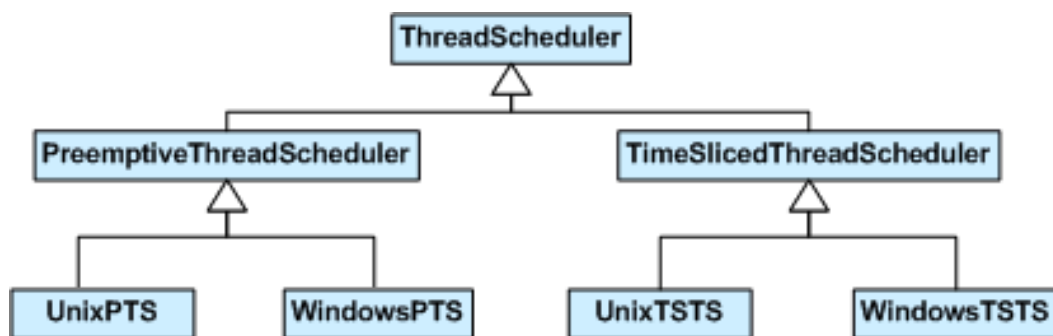 ThreadScheduler
PreemptiveThreadScheduler
TimeSlicedThreadScheduler
UnixPTS
WindowsPTS
UnixTSTS
WindowsTSTS